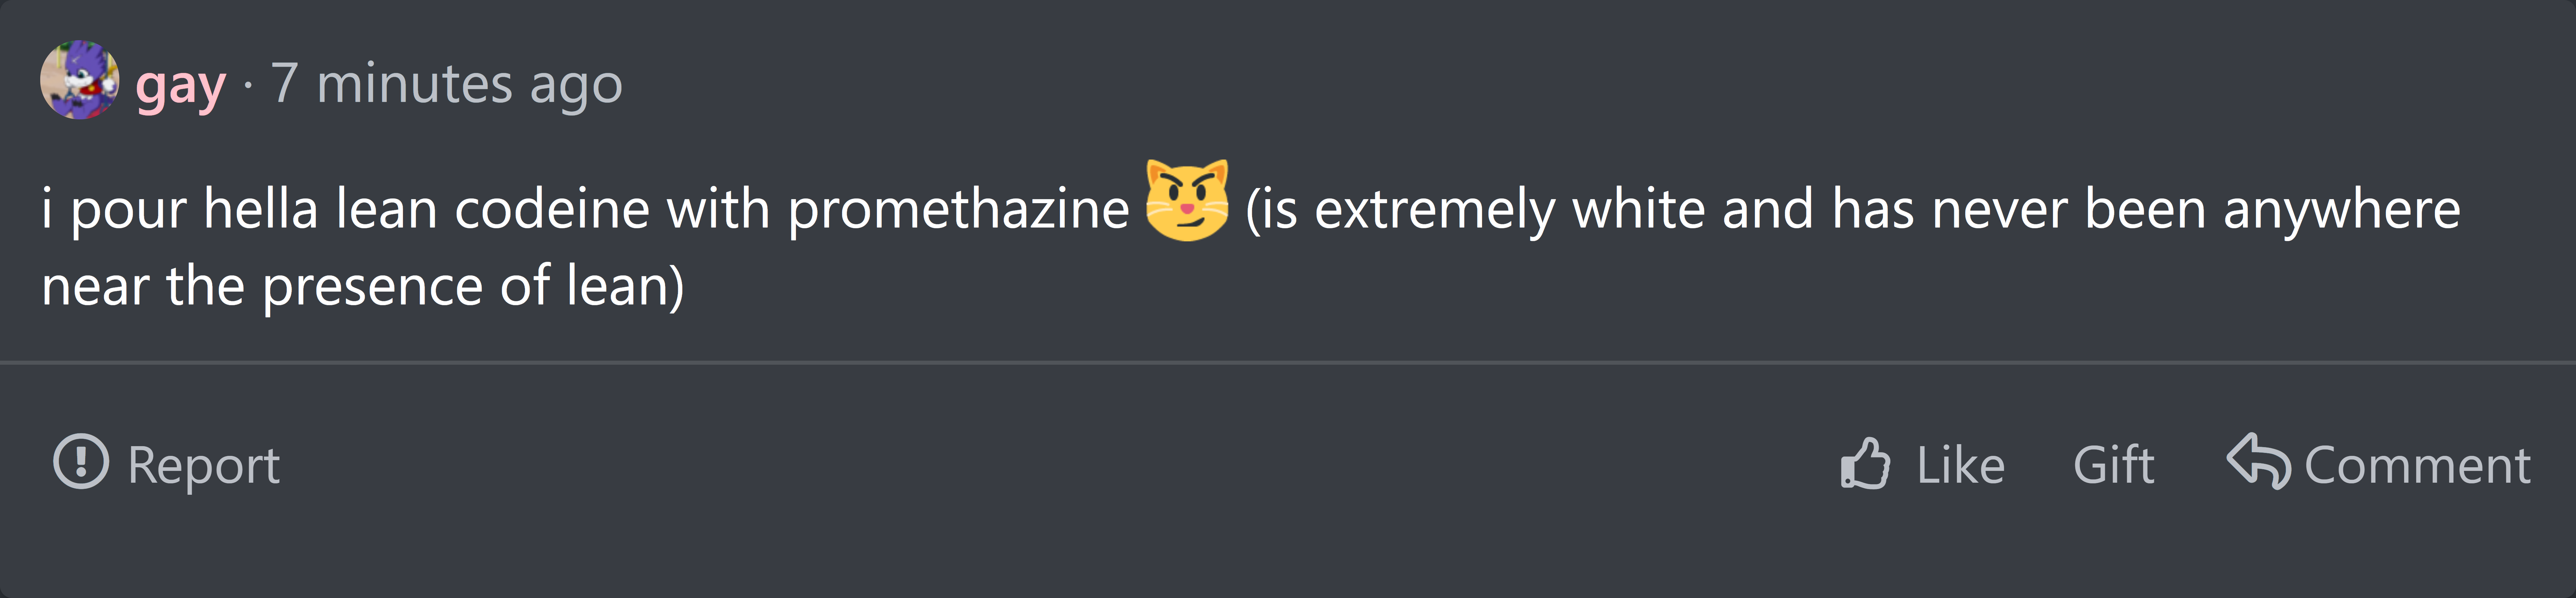 gay · 7 minutes ago
i pour hella lean codeine with promethazine 😼 (is extremely white and has never been anywhere
near the presence of lean)
Report
Like Gift Comment